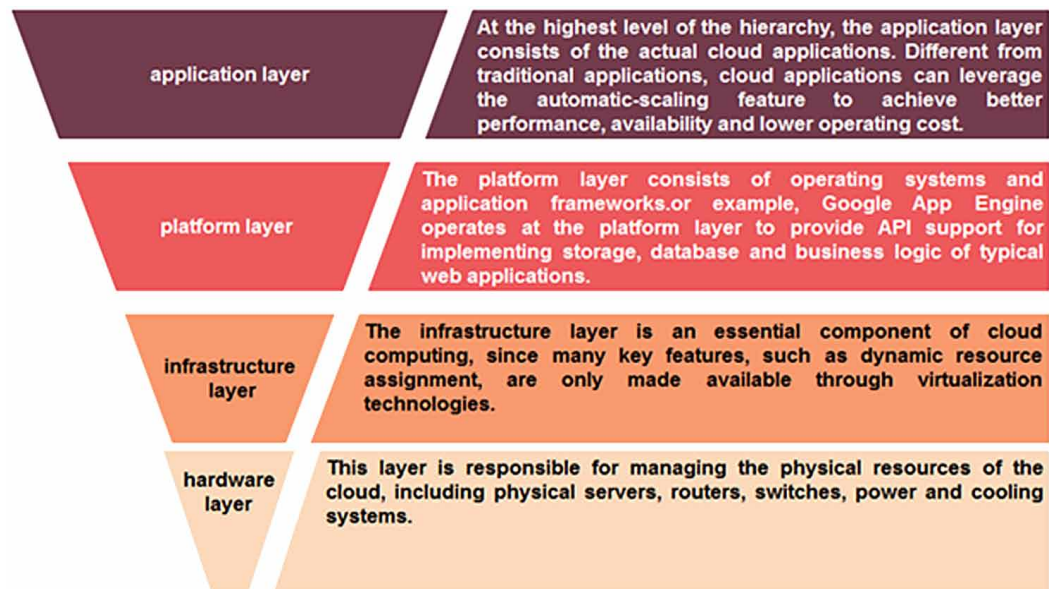 application layer
At the highest level of the hierarchy, the application layer
consists of the actual cloud applications. Different from
traditional applications, cloud applications can leverage
the automatic-scaling feature to achieve better
performance, availability and lower operating cost.
platform layer
The platform layer consists of operating systems and
application frameworks.or example, Google App Engine
operates at the platform layer to provide API support for
implementing storage, database and business logic of typical
web applications.
infrastructure
layer
The infrastructure layer is an essential component of cloud
computing, since many key features, such as dynamic resource
assignment, are only made available through virtualization
technologies.
hardware
layer
This layer is responsible for managing the physical resources of the
cloud, including physical servers, routers, switches, power and cooling
systems.